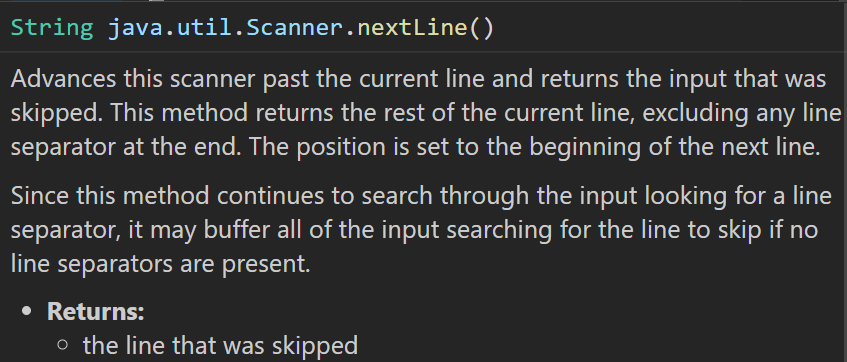 String java.util.Scanner.nextLine()
Advances this scanner past the current line and returns the input that was
skipped. This method returns the rest of the current line, excluding any line
separator at the end. The position is set to the beginning of the next line.
Since this method continues to search through the input looking for a line
separator, it may buffer all of the input searching for the line to skip if no
line separators are present.
• Returns:
○ the line that was skipped